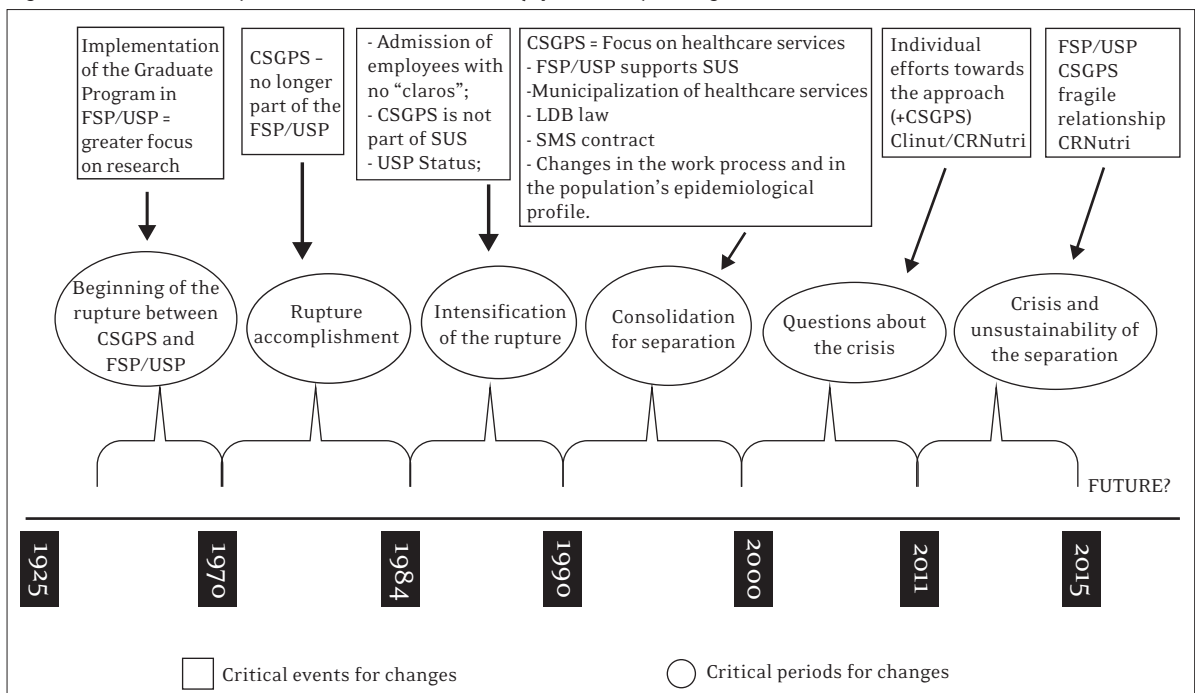 Implementation
of the Graduate
Program in
FSP/USP =
greater focus
on research
CSGPS –
no longer
part of the
FSP/USP
- Admission of
employees with
no “claros”;
- CSGPS is not
part of SUS
- USP Status;
CSGPS = Focus on healthcare services
- FSP/USP supports SUS
-Municipalization of healthcare services
- LDB law
- SMS contract
- Changes in the work process and in
the population’s epidemiological
profile.
Individual
efforts towards
the approach
(+CSGPS)
Clinut/CRNutri
FSP/USP
CSGPS
fragile
relationship
CRNutri
Beginning of the
rupture between
CSGPS and
FSP/USP
Rupture
accomplishment
Intensification
of the rupture
Consolidation
for separation
Questions about
the crisis
Crisis and
unsustainability of
the separation
FUTURE?
1925
1970
1984
1990
2000
2011
2015
Critical events for changes
Critical periods for changes